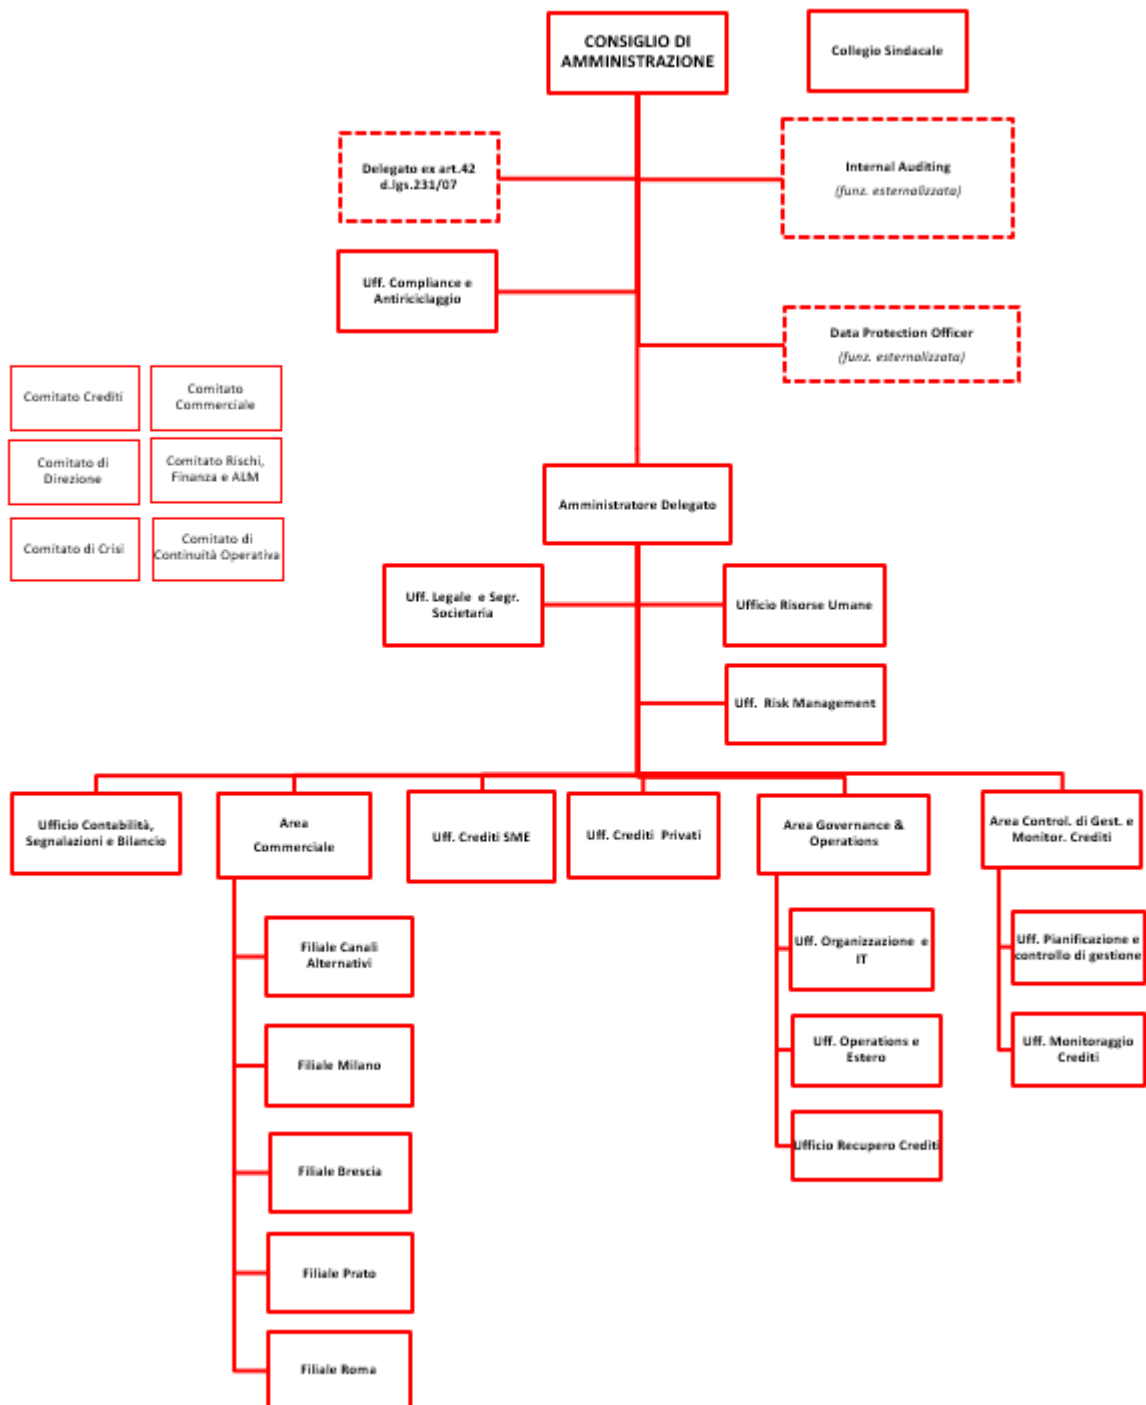 CONSIGLIO DI
AMMINISTRAZIONE
Collegio Sindacale
Delegato ex art.42
d.lgs.231/07
Internal Auditing
(funz. esternalizzata)
Uff. Compliance e
Antiriciclaggio
Data Protection Officer
(funz. esternalizzata)
Comitato Crediti
Comitato
Commerciale
Comitato di
Direzione
Comitato Rischi,
Finanza e ALM
Comitato di Crisi
Comitato di
Continuità Operativa
Amministratore Delegato
Uff. Legale e Segr.
Societaria
Ufficio Risorse Umane
Uff. Risk Management
Ufficio Contabilità,
Segnalazioni e Bilancio
Area
Commerciale
Uff. Crediti SME
Uff. Crediti Privati
Area Governance &
Operations
Area Control. di Gest. e
Monitor. Crediti
Filiale Canali
Alternativi
Filiale Milano
Filiale Brescia
Filiale Prato
Filiale Roma
Uff. Organizzazione e
IT
Uff. Operations e
Estero
Ufficio Recupero Crediti
Uff. Pianificazione e
controllo di gestione
Uff. Monitoraggio
Crediti